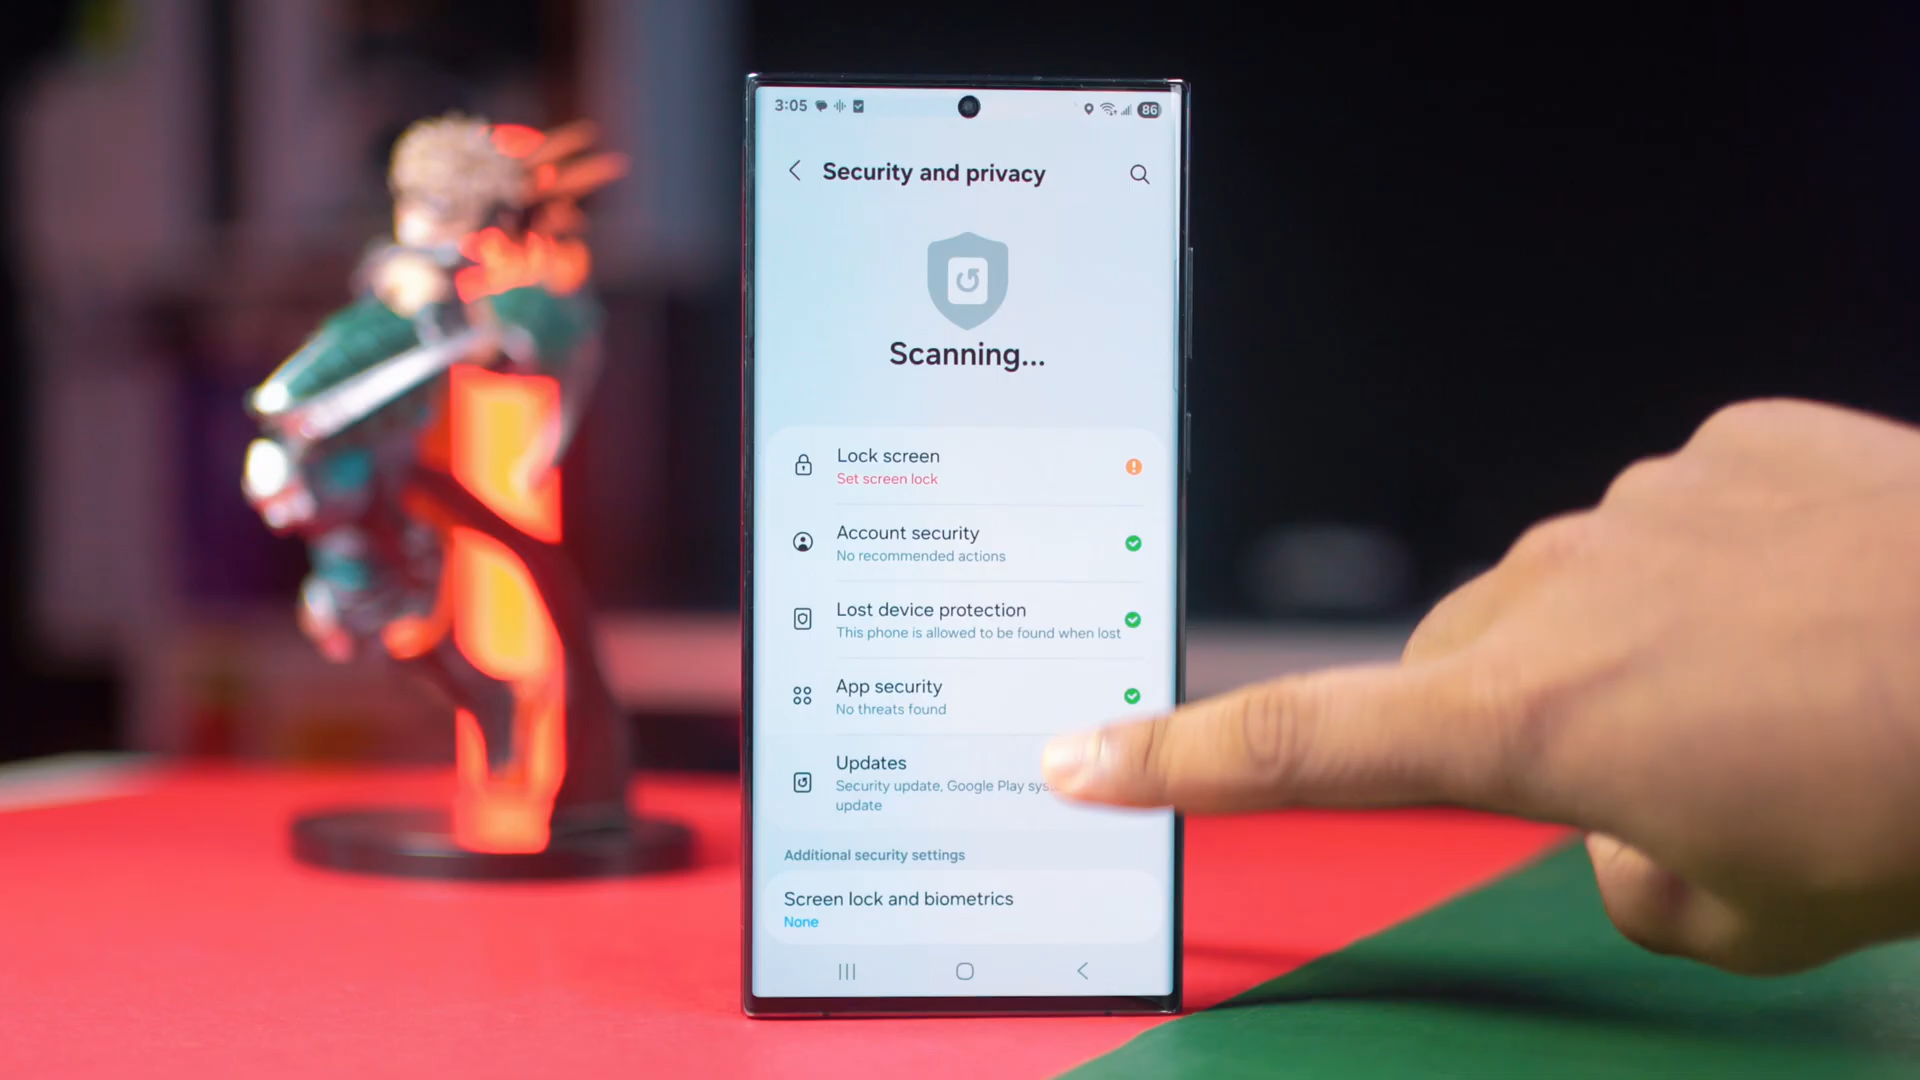 3:05
86
Security and privacy
Scanning...
Lock screen
Set screen lock
Account security
No recommended actions
Lost device protection
This phone is allowed to be found when lost
App security
No threats found
Updates
Security update, Google Play
update
Additional security settings
Screen lock and biometrics
None